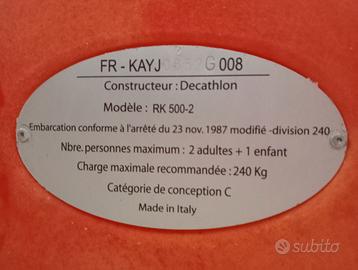 FR - KAYJ0652G 008
Constructeur : Decathlon
Modèle : RK 500-2
Embarcation conforme à l'arrêté du 23 nov. 1987 modifié -division 240
Nbre. personnes maximum : 2 adultes + 1 enfant
Charge maximale recommandée : 240 Kg
Catégorie de conception C
Made in Italy
subito